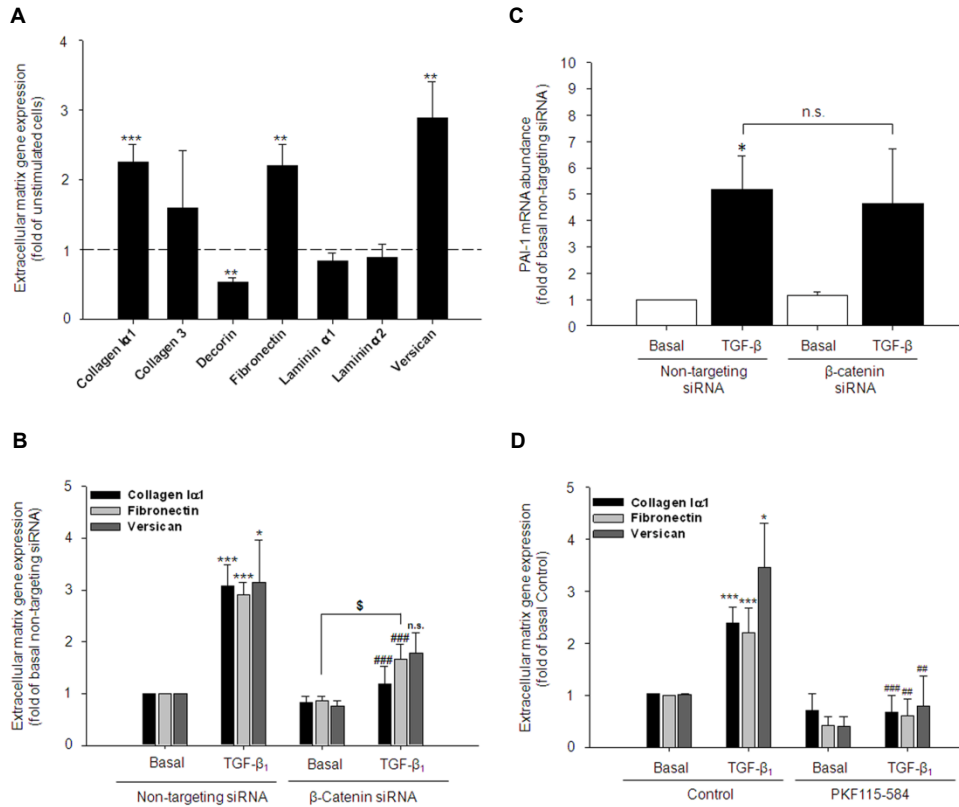 A
Extracellular matrix gene expression
(fold of unstimulated cells)
4
3
2
1
0
***
**
**
**
Collagen Iα1
Collagen 3
Decorin
Fibronectin
Laminin α1
Laminin α2
Versican
C
PAI-1 mRNA abundance
(fold of basal non-targeting siRNA)
10
9
8
7
6
5
4
3
2
1
0
n.s.
*
Basal
TGF-β
Basal
TGF-β
Non-targeting
siRNA
β-catenin
siRNA
B
Extracellular matrix gene expression
(fold of basal non-targeting siRNA)
5
4
3
2
1
0
Collagen Iα1
Fibronectin
Versican
***
***
*
$
###
###
n.s.
Basal
TGF-β1
Basal
TGF-β1
Non-targeting siRNA
β-Catenin siRNA
D
Extracellular matrix gene expression
(fold of basal Control)
5
4
3
2
1
0
Collagen Iα1
Fibronectin
Versican
***
***
*
###
##
##
Basal
TGF-β1
Basal
TGF-β1
Control
PKF115-584